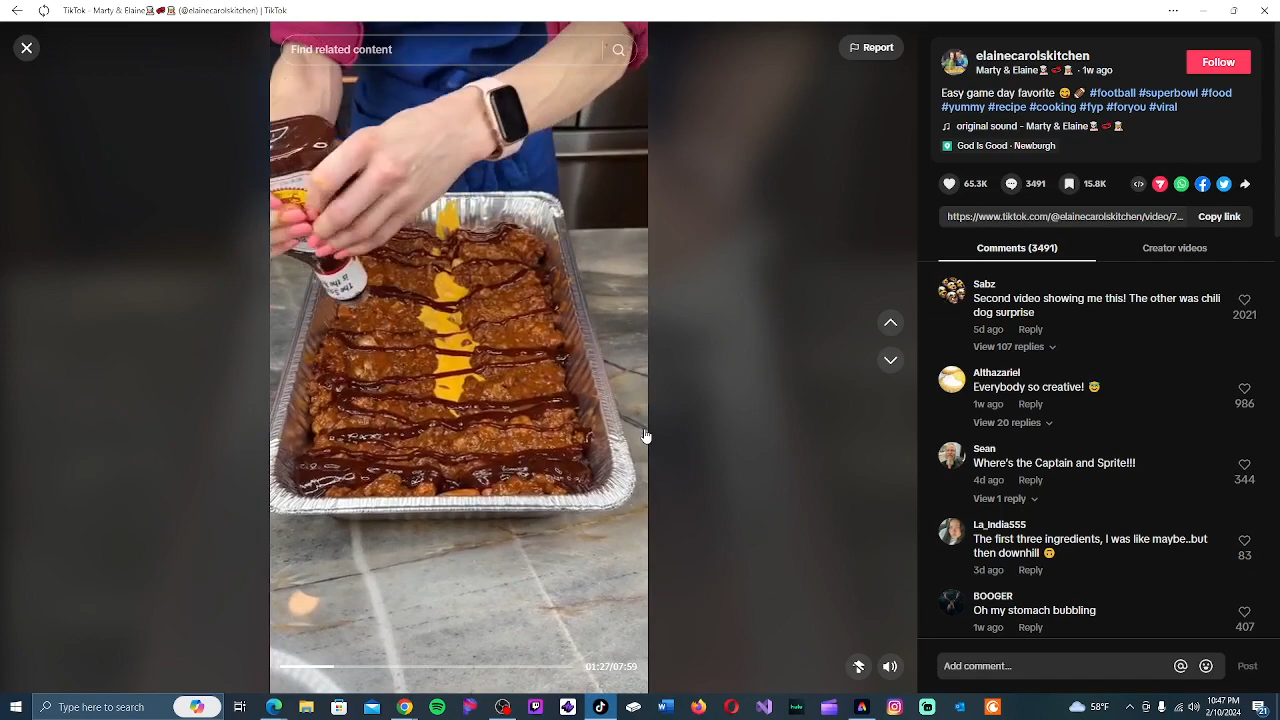 TikTok - Marty & Elaine (@elainecarolskitchen) | TikTok
Find related content
Report
elainecarolskitchen
Marty & Elaine · 1w ago
Follow
Easy game day favorite 😋🏈 #football #superbowl #food
#yummy #recipe #cooking #fyp #foryou #viral
♫ original sound - Marty & Elaine
God Is Good · Newburgh
3491
15.8K
https://www.tiktok.com/@elainecarolskitchen/video/7...
Copy link
Comments (3491)
Creator videos
Sarz
Seezo video showed me this! The other was chili dog surprise
2021
5d ago Reply
View 107 replies
Althazariel
Everybody so creative!
986
1w ago Reply
View 20 replies
Sean
Where's the Captain and Sprite!!!
344
4d ago Reply
View 1 reply
La_India555
The first three ingredients, I was like maybe..but
then downhill 🙃
83
3d ago Reply
BOOGER
Oh my stomach bubbling
407
1w ago Reply
01:27/07:59
Add comment...
Post
Type here to search
hulu
10:47 PM
2/10/2024